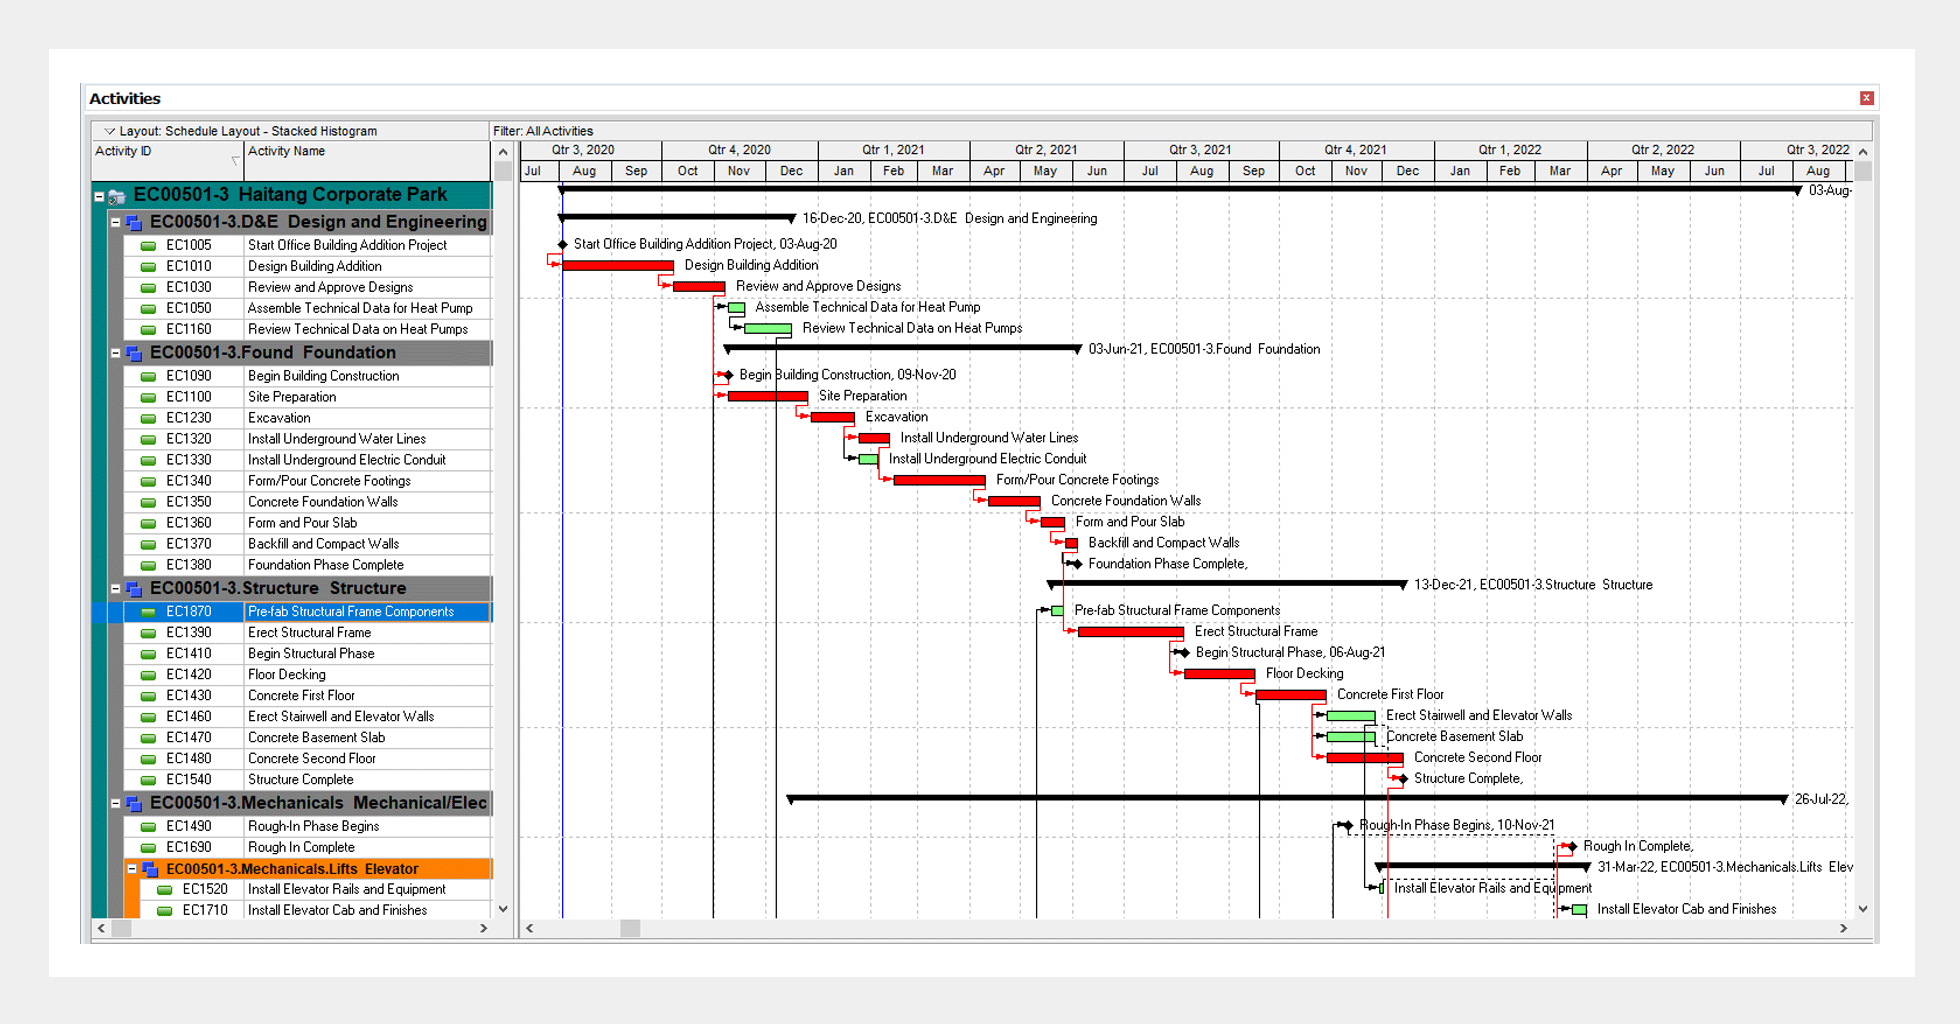 Activities
x
Layout: Schedule Layout - Stacked Histogram
Filter: All Activities
Activity ID
Activity Name
Qtr 3, 2020 Qtr 4, 2020 Qtr 1, 2021 Qtr 2, 2021 Qtr 3, 2021 Qtr 4, 2021 Qtr 1, 2022 Qtr 2, 2022 Qtr 3, 2022
Jul Aug Sep Oct Nov Dec Jan Feb Mar Apr May Jun Jul Aug Sep Oct Nov Dec Jan Feb Mar Apr May Jun Jul Aug
EC00501-3 Haitang Corporate Park
03-Aug-
EC00501-3.D&E Design and Engineering
16-Dec-20, EC00501-3.D&E Design and Engineering
EC1005 Start Office Building Addition Project
Start Office Building Addition Project, 03-Aug-20
EC1010 Design Building Addition
Design Building Addition
EC1030 Review and Approve Designs
Review and Approve Designs
EC1050 Assemble Technical Data for Heat Pump
Assemble Technical Data for Heat Pump
EC1160 Review Technical Data on Heat Pumps
Review Technical Data on Heat Pumps
EC00501-3.Found Foundation
03-Jun-21, EC00501-3.Found Foundation
EC1090 Begin Building Construction
Begin Building Construction, 09-Nov-20
EC1100 Site Preparation
Site Preparation
EC1230 Excavation
Excavation
EC1320 Install Underground Water Lines
Install Underground Water Lines
EC1330 Install Underground Electric Conduit
Install Underground Electric Conduit
EC1340 Form/Pour Concrete Footings
Form/Pour Concrete Footings
EC1350 Concrete Foundation Walls
Concrete Foundation Walls
EC1360 Form and Pour Slab
Form and Pour Slab
EC1370 Backfill and Compact Walls
Backfill and Compact Walls
EC1380 Foundation Phase Complete
Foundation Phase Complete,
EC00501-3.Structure Structure
13-Dec-21, EC00501-3.Structure Structure
EC1870 Pre-fab Structural Frame Components
Pre-fab Structural Frame Components
EC1390 Erect Structural Frame
Erect Structural Frame
EC1410 Begin Structural Phase
Begin Structural Phase, 06-Aug-21
EC1420 Floor Decking
Floor Decking
EC1430 Concrete First Floor
Concrete First Floor
EC1460 Erect Stairwell and Elevator Walls
Erect Stairwell and Elevator Walls
EC1470 Concrete Basement Slab
Concrete Basement Slab
EC1480 Concrete Second Floor
Concrete Second Floor
EC1540 Structure Complete
Structure Complete,
EC00501-3.Mechanicals Mechanical/Elec
26-Jul-22,
EC1490 Rough-In Phase Begins
Rough-In Phase Begins, 10-Nov-21
EC1690 Rough In Complete
Rough In Complete,
EC00501-3.Mechanicals.Lifts Elevator
31-Mar-22, EC00501-3.Mechanicals.Lifts Elev
EC1520 Install Elevator Rails and Equipment
Install Elevator Rails and Equipment
EC1710 Install Elevator Cab and Finishes
Install Elevator Cab and Finishes